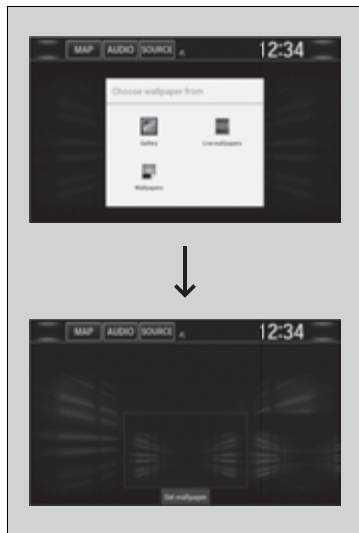 MAP AUDIO SOURCE 12:34
Choose wallpaper from
Gallery Live wallpapers
Wallpapers
MAP AUDIO SOURCE 12:34
Set wallpaper